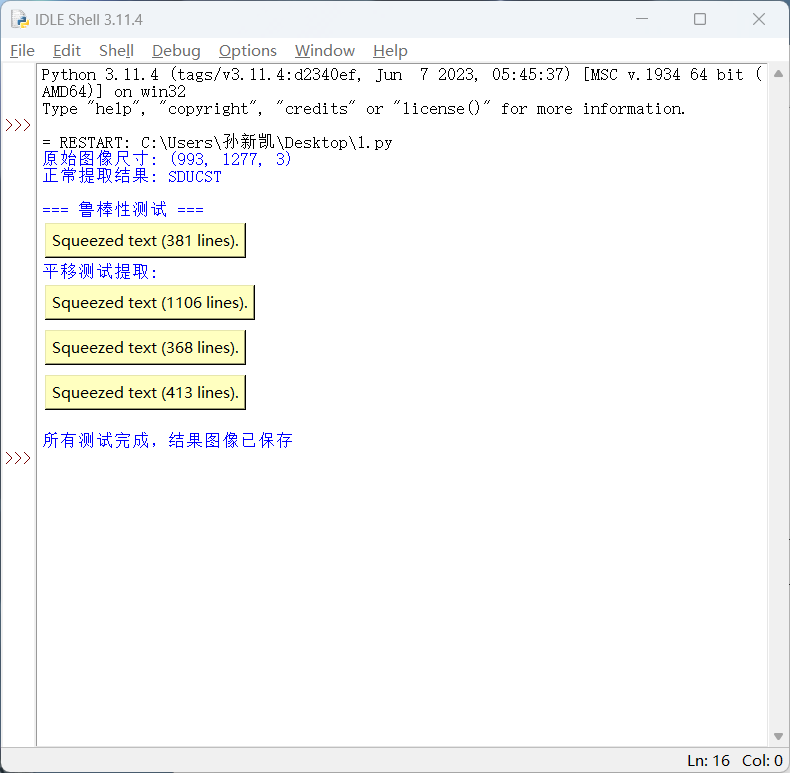 IDLE Shell 3.11.4
File Edit Shell Debug Options Window Help
Python 3.11.4 (tags/v3.11.4:d2340ef, Jun  7 2023, 05:45:37) [MSC v.1934 64 bit (
AMD64)] on win32
Type "help", "copyright", "credits" or "license()" for more information.
>>>
= RESTART: C:\Users\孙新凯\Desktop\1.py
原始图像尺寸: (993, 1277, 3)
正常提取结果: SDUCST
=== 鲁棒性测试 ===
Squeezed text (381 lines).
平移测试提取:
Squeezed text (1106 lines).
Squeezed text (368 lines).
Squeezed text (413 lines).
所有测试完成，结果图像已保存
>>>
Ln: 16 Col: 0